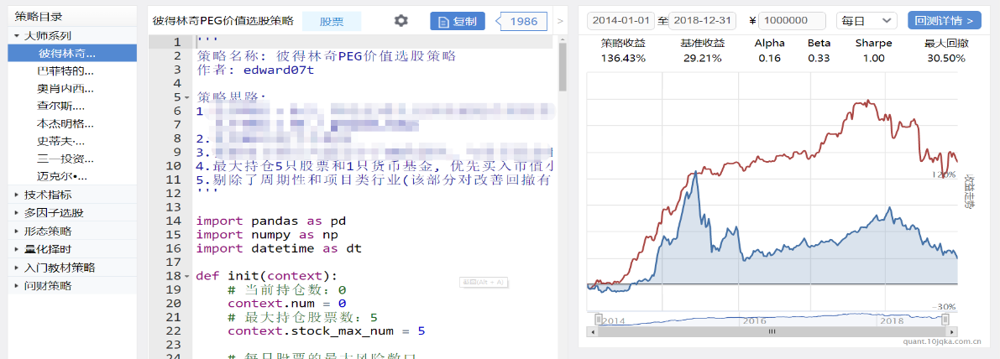 策略目录
大师系列
彼得林奇...
巴菲特的...
奥肖内西...
查尔斯....
本杰明格...
史蒂夫·...
三一投资...
迈克尔•...
技术指标
多因子选股
形态策略
量化择时
入门教材策略
问财策略
彼得林奇PEG价值选股策略 股票 复制 1986 >
1 '''
2 策略名称: 彼得林奇PEG价值选股策略
3 作者: edward07t
4
5 策略思路:
6 1
7
8 2.
9 3.
10 4.最大持仓5只股票和1只货币基金, 优先买入市值小
11 5.剔除了周期性和项目类行业(该部分对改善回撤有
12 '''
13
14 import pandas as pd
15 import numpy as np
16 import datetime as dt
17
18 def init(context):
19 # 当前持仓数: 0
20 context.num = 0
21 # 最大持仓股票数: 5
22 context.stock_max_num = 5
23
24 # 每只股票的最大风险敞口
截图(Alt + A)
2014-01-01 至 2018-12-31 ¥ 1000000 每日 回测详情 >
策略收益 基准收益 Alpha Beta Sharpe 最大回撤
136.43% 29.21% 0.16 0.33 1.00 30.50%
120%
收益走势
-30%
2014 2016 2018
quant.10jqka.com.cn